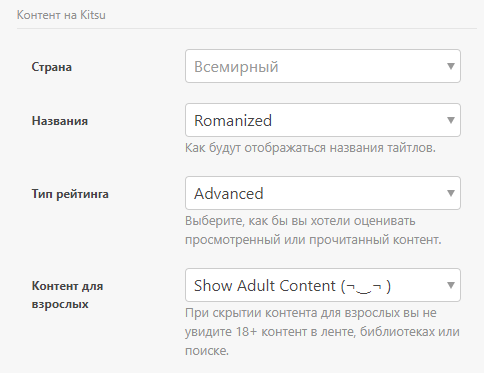 Контент на Kitsu
Страна
Всемирный
Названия
Romanized
Как будут отображаться названия тайтлов.
Тип рейтинга
Advanced
Выберите, как бы вы хотели оценивать
просмотренный или прочитанный контент.
Контент для
взрослых
Show Adult Content (¬‿¬ )
При скрытии контента для взрослых вы не
увидите 18+ контент в ленте, библиотеках или
поиске.